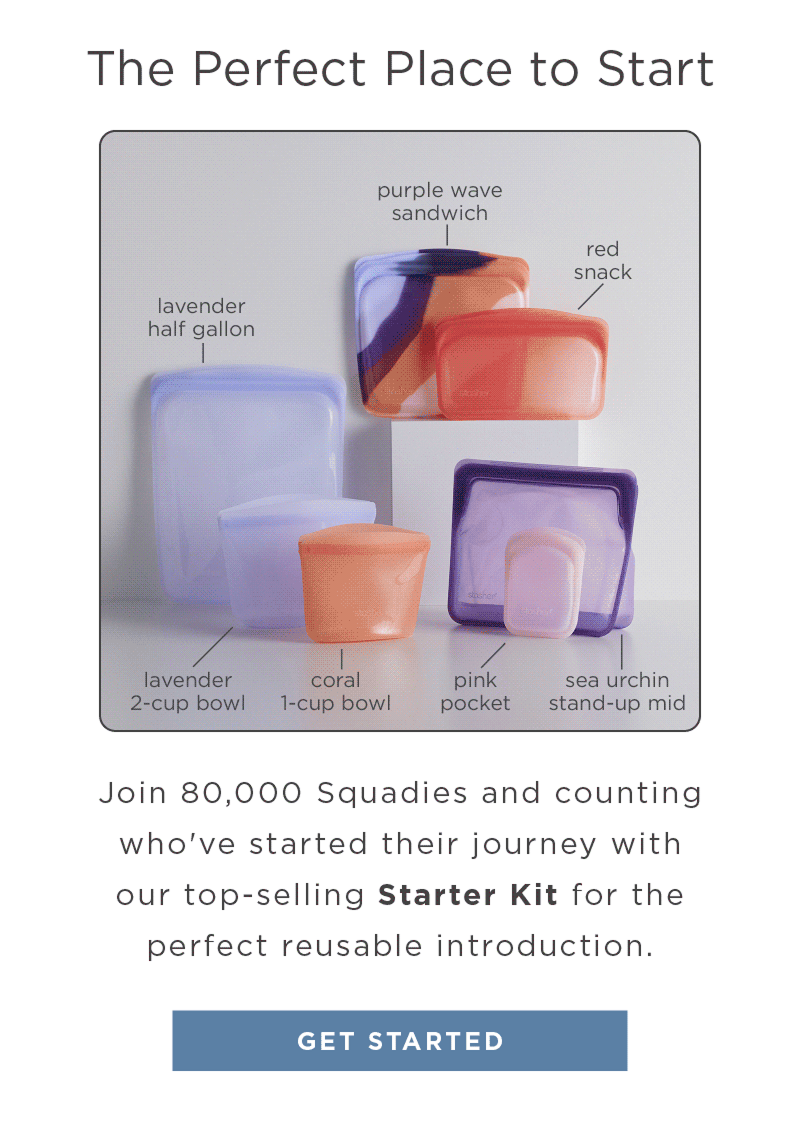 The Perfect Place to Start
purple wave
sandwich
red
snack
lavender
half gallon
stasher
lavender
2-cup bowl
coral
1-cup bowl
pink
pocket
sea urchin
stand-up mid
Join 80,000 Squadies and counting
who've started their journey with
our top-selling Starter Kit for the
perfect reusable introduction.
GET STARTED